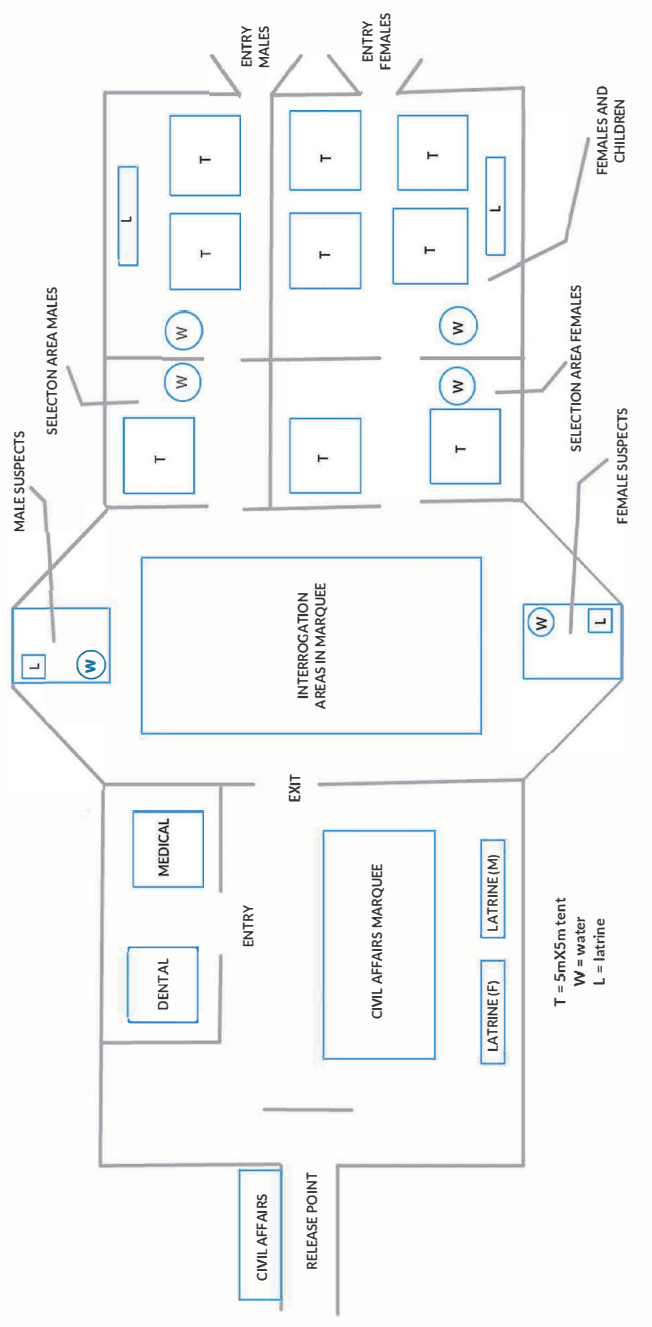 MALE SUSPECTS
SELECTON AREA MALES
L
W
L
DENTAL
MEDICAL
T
W
W
T
T
ENTRY
ENTRY
MALES
CIVIL AFFAIRS
RELEASE POINT
EXIT
INTERROGATION
AREAS IN MARQUEE
T
T
T
ENTRY
FEMALES
CIVIL AFFAIRS MARQUEE
T
W
W
T
T
LATRINE (F)
LATRINE (M)
L
W
L
T = 5mX5m tent
W = water
L = latrine
SELECTION AREA FEMALES
FEMALES AND
CHILDREN
FEMALE SUSPECTS